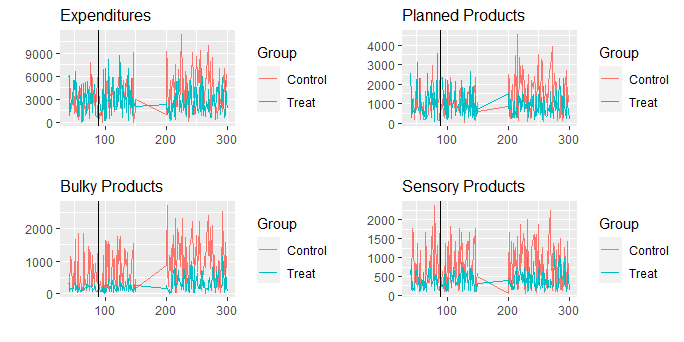 Expenditures
9000
6000
3000
0
100
200
300
Group
Control
Treat
Planned Products
4000
3000
2000
1000
0
100
200
300
Group
Control
Treat
Bulky Products
2000
1000
0
100
200
300
Group
Control
Treat
Sensory Products
2000
1500
1000
500
0
100
200
300
Group
Control
Treat